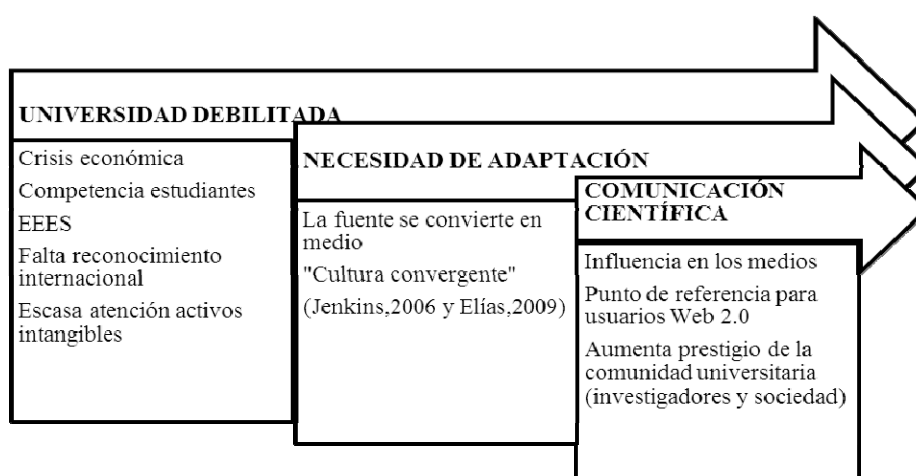 UNIVERSIDAD DEBILITADA
Crisis económica
Competencia estudiantes
EEES
Falta reconocimiento
internacional
Escasa atención activos
intangibles
NECESIDAD DE ADAPTACIÓN
La fuente se convierte en
medio
"Cultura convergente"
(Jenkins,2006 y Elías,2009)
COMUNICACIÓN
CIENTÍFICA
Influencia en los medios
Punto de referencia para
usuarios Web 2.0
Aumenta prestigio de la
comunidad universitaria
(investigadores y sociedad)